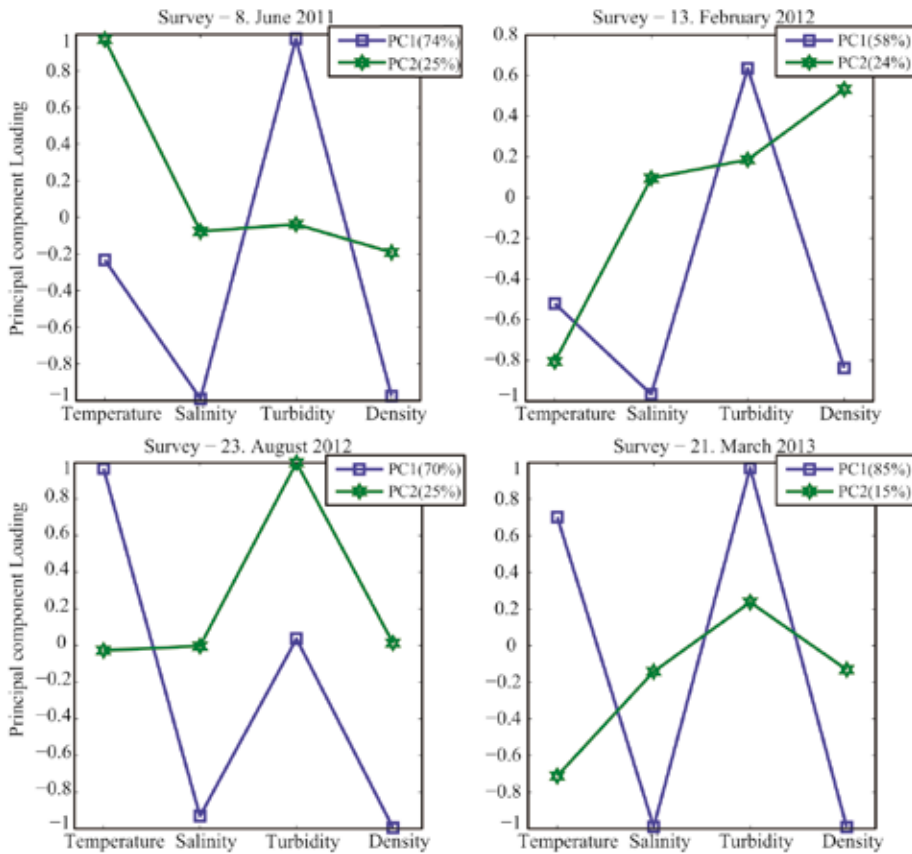 Survey − 8. June 2011
PC1(74%)
PC2(25%)
Principal component Loading
1
0.8
0.6
0.4
0.2
0
−0.2
−0.4
−0.6
−0.8
−1
Temperature Salinity Turbidity Density
Survey − 13. February 2012
PC1(58%)
PC2(24%)
0.8
0.6
0.4
0.2
0
−0.2
−0.4
−0.6
−0.8
−1
Temperature Salinity Turbidity Density
Survey − 23. August 2012
PC1(70%)
PC2(25%)
Principal component Loading
1
0.8
0.6
0.4
0.2
0
−0.2
−0.4
−0.6
−0.8
−1
Temperature Salinity Turbidity Density
Survey − 21. March 2013
PC1(85%)
PC2(15%)
1
0.8
0.6
0.4
0.2
0
−0.2
−0.4
−0.6
−0.8
−1
Temperature Salinity Turbidity Density